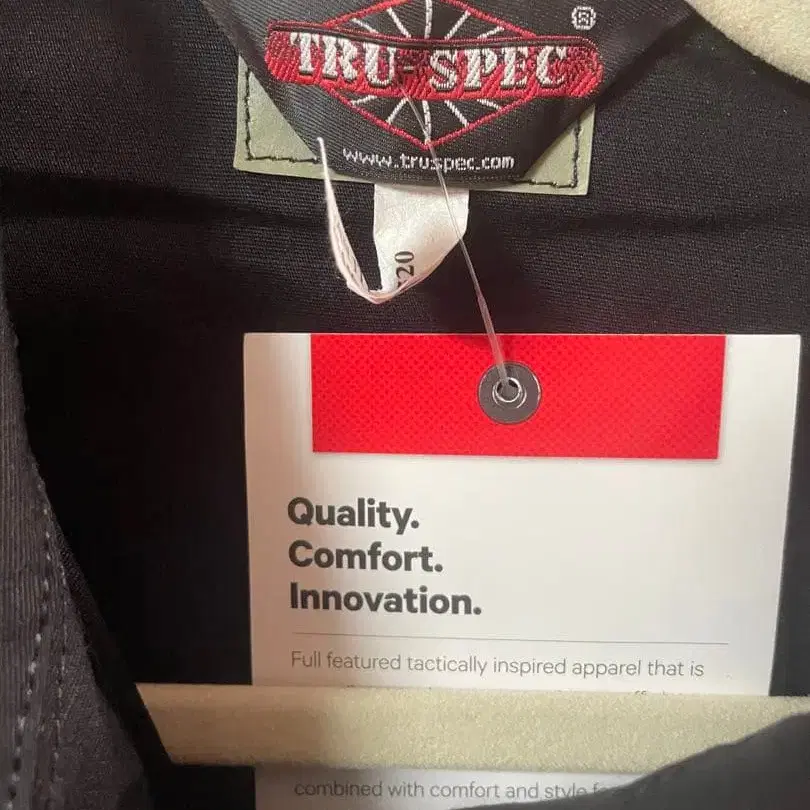 TRU-SPEC®
www.truspec.com
Quality.
Comfort.
Innovation.
Full featured tactically inspired apparel that is
combined with comfort and style